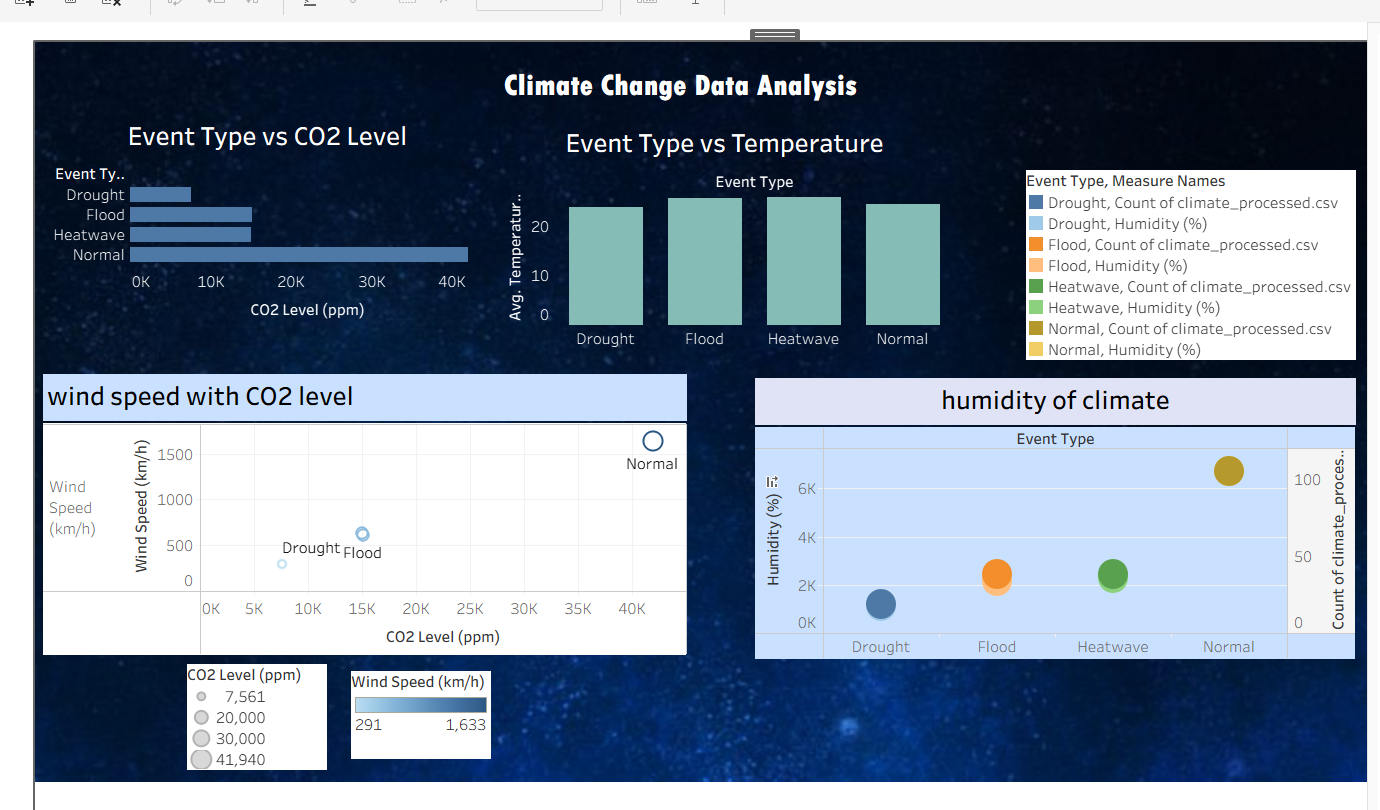 Climate Change Data Analysis
Event Type vs CO2 Level
Event Ty..
Drought
Flood
Heatwave
Normal
0K 10K 20K 30K 40K
CO2 Level (ppm)
Event Type vs Temperature
Event Type
Avg. Temperatur..
20
10
0
Drought Flood Heatwave Normal
Event Type, Measure Names
Drought, Count of climate_processed.csv
Drought, Humidity (%)
Flood, Count of climate_processed.csv
Flood, Humidity (%)
Heatwave, Count of climate_processed.csv
Heatwave, Humidity (%)
Normal, Count of climate_processed.csv
Normal, Humidity (%)
wind speed with CO2 level
Wind
Speed
(km/h)
Wind Speed (km/h)
1500
1000
500
0
Normal
Drought
Flood
0K 5K 10K 15K 20K 25K 30K 35K 40K
CO2 Level (ppm)
humidity of climate
Event Type
Humidity (%)
6K
4K
2K
0K
100
50
0
Count of climate_proces..
Drought Flood Heatwave Normal
CO2 Level (ppm)
7,561
20,000
30,000
41,940
Wind Speed (km/h)
291 1,633